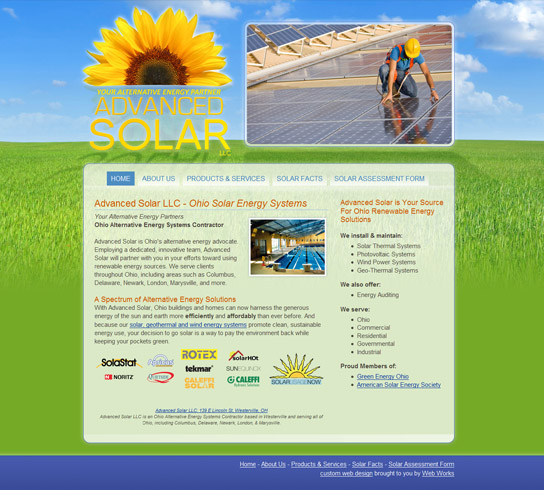 YOUR ALTERNATIVE ENERGY PARTNER
ADVANCED
SOLAR
LLC
HOME ABOUT US PRODUCTS & SERVICES SOLAR FACTS SOLAR ASSESSMENT FORM
Advanced Solar LLC - Ohio Solar Energy Systems
Your Alternative Energy Partners
Ohio Alternative Energy Systems Contractor
Advanced Solar is Ohio's alternative energy advocate.
Employing a dedicated, innovative team, Advanced
Solar will partner with you in your efforts toward using
renewable energy sources. We serve clients
throughout Ohio, including areas such as Columbus,
Delaware, Newark, London, Marysville, and more.
A Spectrum of Alternative Energy Solutions
With Advanced Solar, Ohio buildings and homes can now harness the generous
energy of the sun and earth more efficiently and affordably than ever before. And
because our solar, geothermal and wind energy systems promote clean, sustainable
energy use, your decision to go solar is a way to pay the environment back while
keeping your pockets green.
SolaStat
ROTEX
HOt
NORITZ
tekmar
SUNEQUINOX
CALEFFI
CALEFFI
SOLAR NOW
Advanced Solar LLC, 139 E Lincoln St. Westerville, OH
Advanced Solar LLC is an Ohio Alternative Energy Systems Contractor based in Westerville and serving all of
Ohio, including Columbus, Delaware, Newark, London, & Marysville.
Advanced Solar is Your Source
For Ohio Renewable Energy
Solutions
We install & maintain:
Solar Thermal Systems
Photovoltaic Systems
Wind Power Systems
Geo-Thermal Systems
We also offer:
Energy Auditing
We serve:
Ohio
Commercial
Residential
Governmental
Industrial
Proud Members of:
Green Energy Ohio
American Solar Energy Society
Home - About Us - Products & Services - Solar Facts - Solar Assessment Form
custom web design brought to you by Web Works